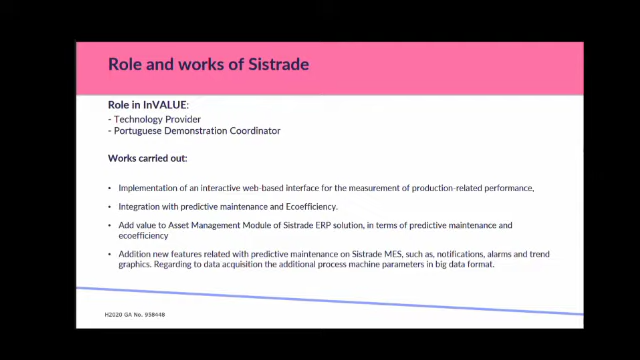 Role and works of Sistrade
Role in InVALUE:
- Technology Provider
- Portuguese Demonstration Coordinator
Works carried out:
• Implementation of an interactive web-based interface for the measurement of production-related performance,
• Integration with predictive maintenance and Ecoefficiency.
• Add value to Asset Management Module of Sistrade ERP solution, in terms of predictive maintenance and
ecoefficiency
• Addition new features related with predictive maintenance on Sistrade MES, such as, notifications, alarms and trend
graphics. Regarding to data acquisition the additional process machine parameters in big data format.
H2020 GA No. 938448